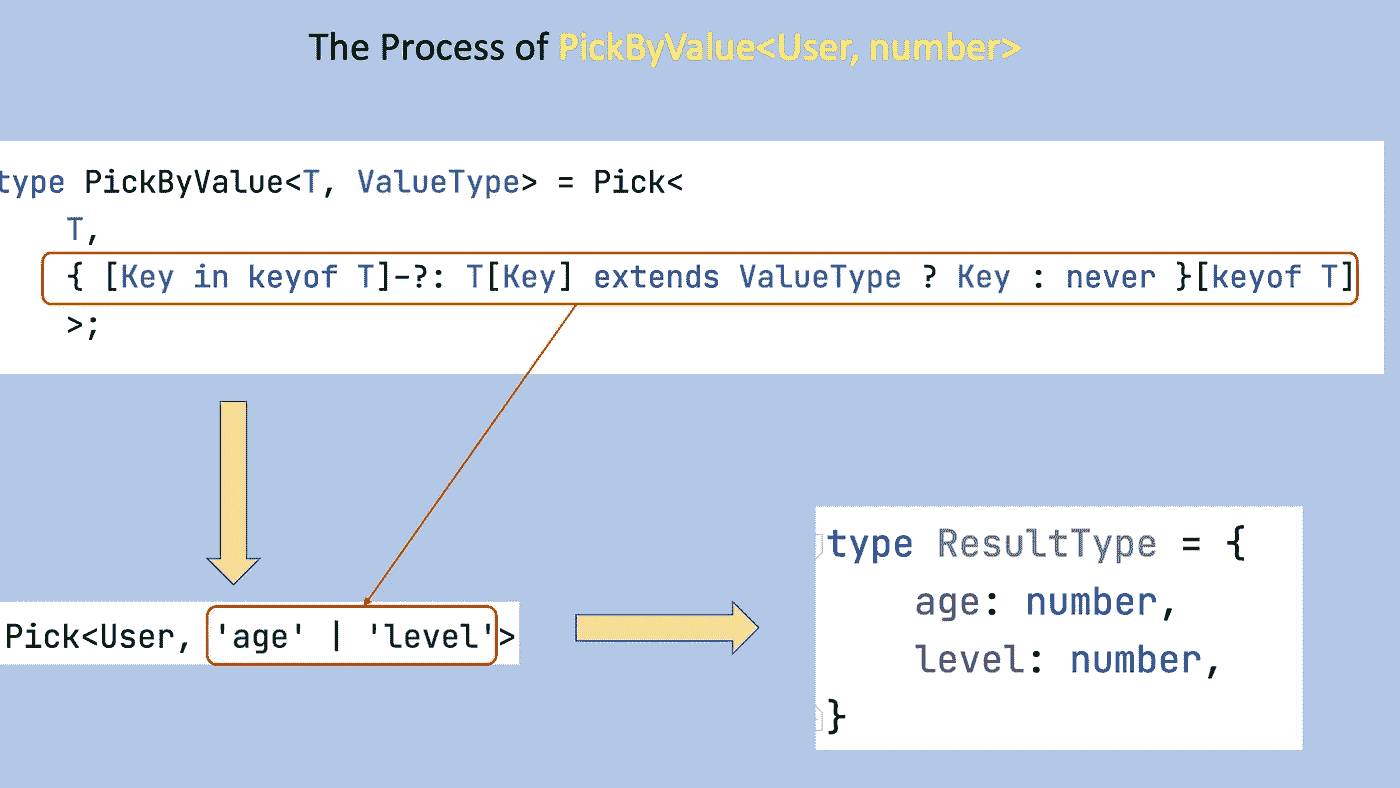 The Process of PickByValue<User, number>
type PickByValue<T, ValueType> = Pick<
T,
{ [Key in keyof T]-?: T[Key] extends ValueType ? Key : never }[keyof T]
>;
Pick<User, 'age' | 'level'>
type ResultType = {
age: number,
level: number,
}